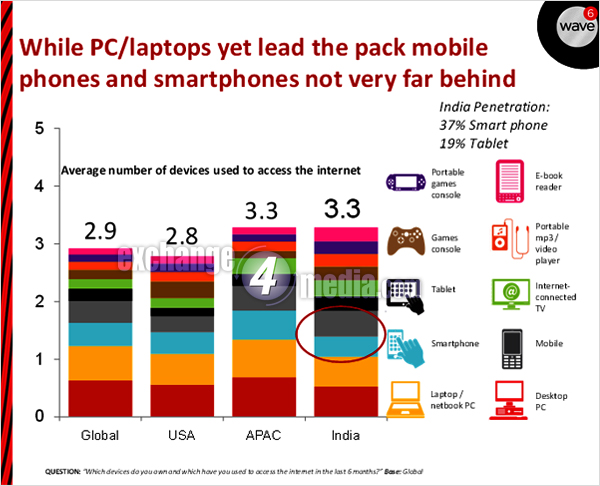 wave 6
While PC/laptops yet lead the pack mobile
phones and smartphones not very far behind
India Penetration:
37% Smart phone
19% Tablet
Average number of devices used to access the internet
5
4
3
2
1
0
2.9
2.8
3.3
3.3
Global
USA
APAC
India
exchange
4
media.com
Portable
games
console
E-book
reader
Games
console
Portable
mp3 /
video
player
Tablet
Internet-
connected
TV
Smartphone
Mobile
Laptop /
netbook PC
Desktop
PC
QUESTION: "Which devices do you own and which have you used to access the internet in the last 6 months?" Base: Global